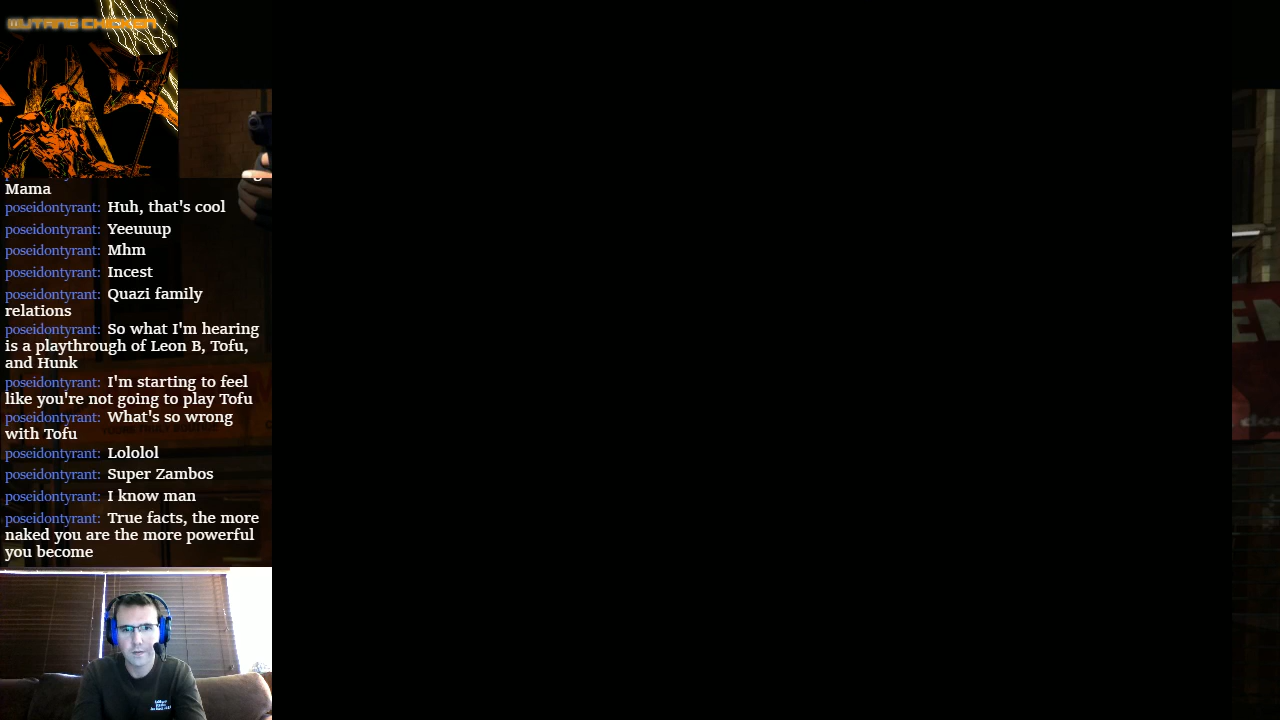 WUTANG CHICKEN
Mama
poseidontyrant: Huh, that's cool
poseidontyrant: Yeeuuup
poseidontyrant: Mhm
poseidontyrant: Incest
poseidontyrant: Quazi family
relations
poseidontyrant: So what I'm hearing
is a playthrough of Leon B, Tofu,
and Hunk
poseidontyrant: I'm starting to feel
like you're not going to play Tofu
poseidontyrant: What's so wrong
with Tofu
poseidontyrant: Lololol
poseidontyrant: Super Zambos
poseidontyrant: I know man
poseidontyrant: True facts, the more
naked you are the more powerful
you become